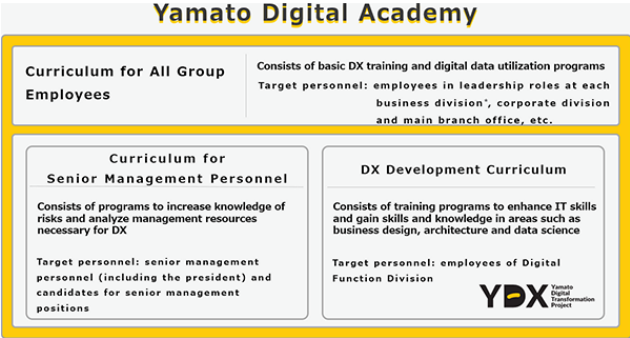 Yamato Digital Academy
Curriculum for All Group
Employees
Consists of basic DX training and digital data utilization programs
Target personnel: employees in leadership roles at each
business division*, corporate division
and main branch office, etc.
Curriculum for
Senior Management Personnel
Consists of programs to increase knowledge of
risks and analyze management resources
necessary for DX
Target personnel: senior management
personnel (including the president) and
candidates for senior management
positions
DX Development Curriculum
Consists of training programs to enhance IT skills
and gain skills and knowledge in areas such as
business design, architecture and data science
Target personnel: employees of Digital
Function Division
YDX
Yamato
Digital
Transformation
Project